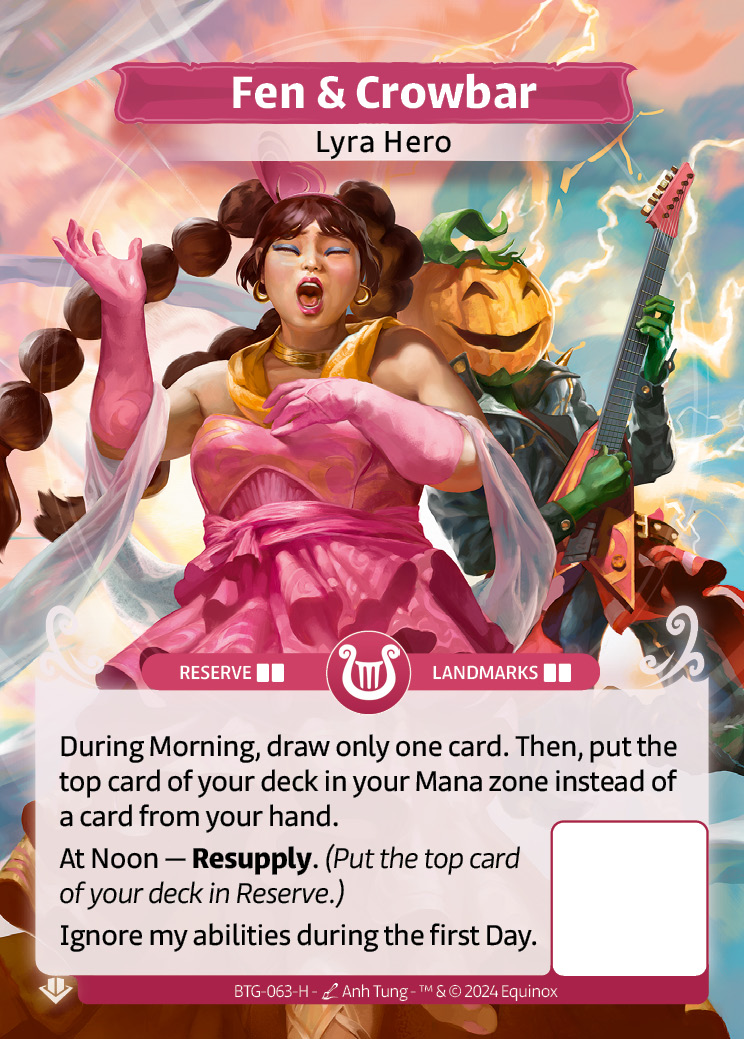 Fen & Crowbar
Lyra Hero
RESERVE
LANDMARKS
During Morning, draw only one card. Then, put the
top card of your deck in your Mana zone instead of
a card from your hand.
At Noon — Resupply. (Put the top card
of your deck in Reserve.)
Ignore my abilities during the first Day.
BTG-063-H - Anh Tung - ™ & © 2024 Equinox